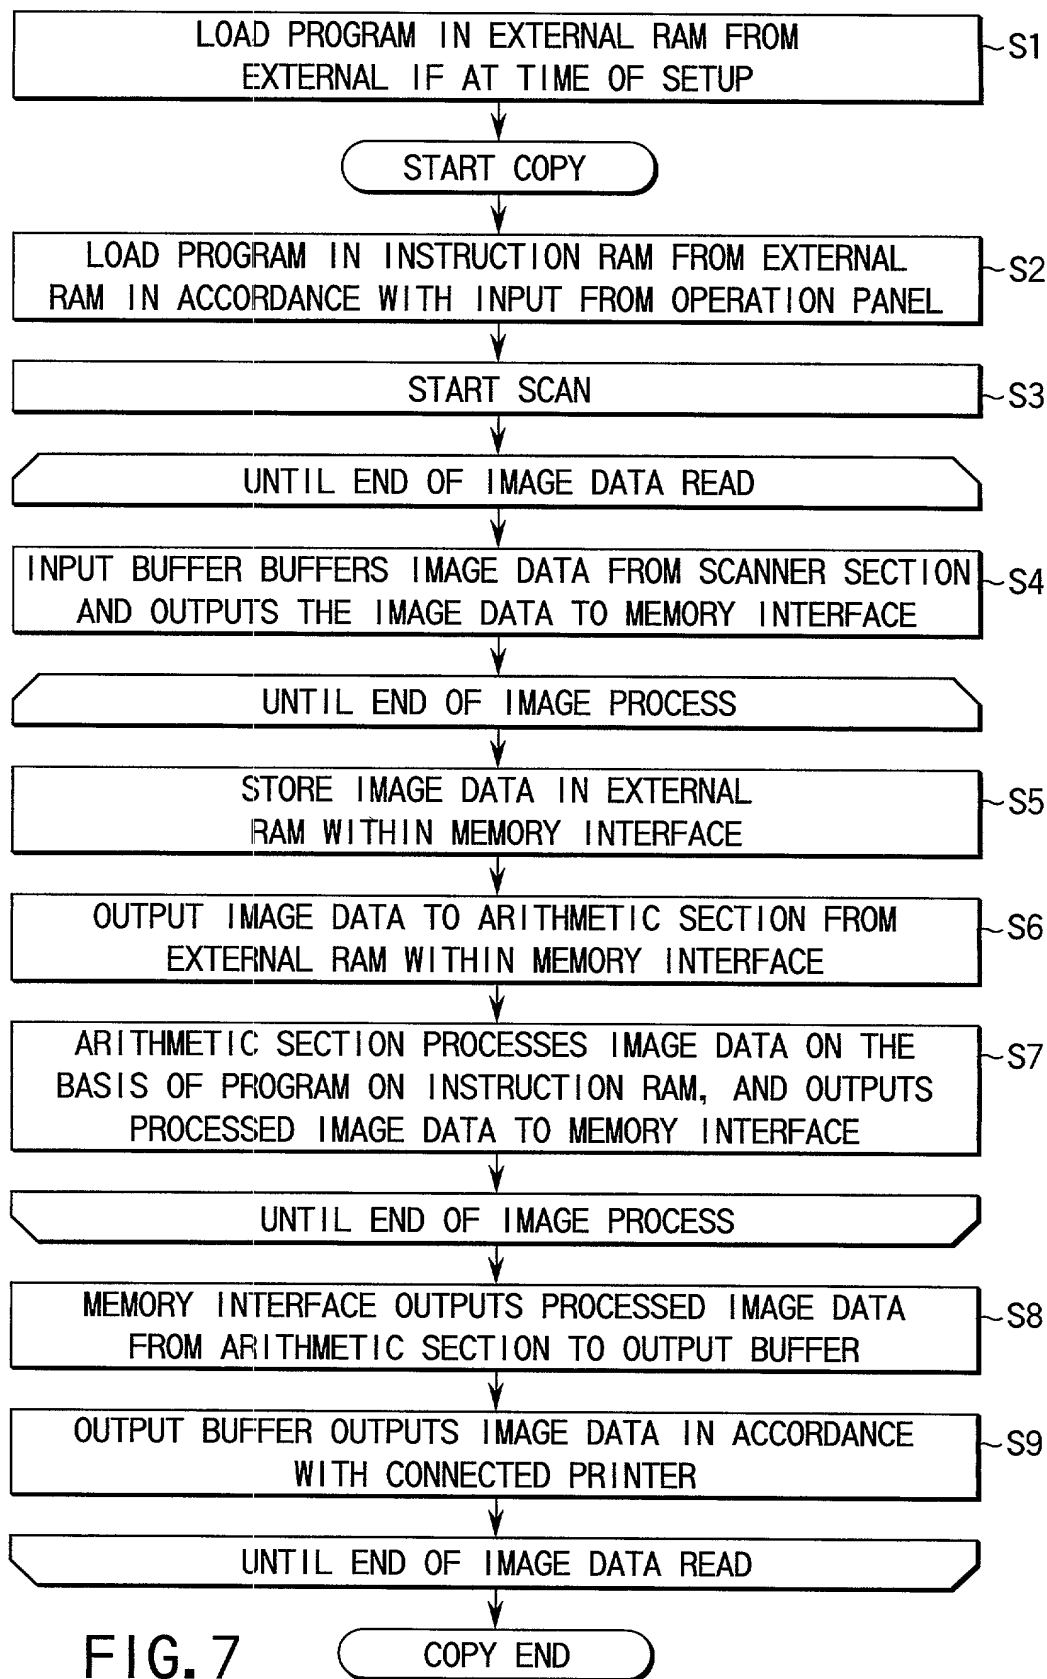 LOAD PROGRAM IN EXTERNAL RAM FROM
EXTERNAL IF AT TIME OF SETUP
~S1
START COPY
LOAD PROGRAM IN INSTRUCTION RAM FROM EXTERNAL
RAM IN ACCORDANCE WITH INPUT FROM OPERATION PANEL
~S2
START SCAN
~S3
UNTIL END OF IMAGE DATA READ
INPUT BUFFER BUFFERS IMAGE DATA FROM SCANNER SECTION
AND OUTPUTS THE IMAGE DATA TO MEMORY INTERFACE
~S4
UNTIL END OF IMAGE PROCESS
STORE IMAGE DATA IN EXTERNAL
RAM WITHIN MEMORY INTERFACE
~S5
OUTPUT IMAGE DATA TO ARITHMETIC SECTION FROM
EXTERNAL RAM WITHIN MEMORY INTERFACE
~S6
ARITHMETIC SECTION PROCESSES IMAGE DATA ON THE
BASIS OF PROGRAM ON INSTRUCTION RAM, AND OUTPUTS
PROCESSED IMAGE DATA TO MEMORY INTERFACE
~S7
UNTIL END OF IMAGE PROCESS
MEMORY INTERFACE OUTPUTS PROCESSED IMAGE DATA
FROM ARITHMETIC SECTION TO OUTPUT BUFFER
~S8
OUTPUT BUFFER OUTPUTS IMAGE DATA IN ACCORDANCE
WITH CONNECTED PRINTER
~S9
UNTIL END OF IMAGE DATA READ
COPY END
FIG. 7